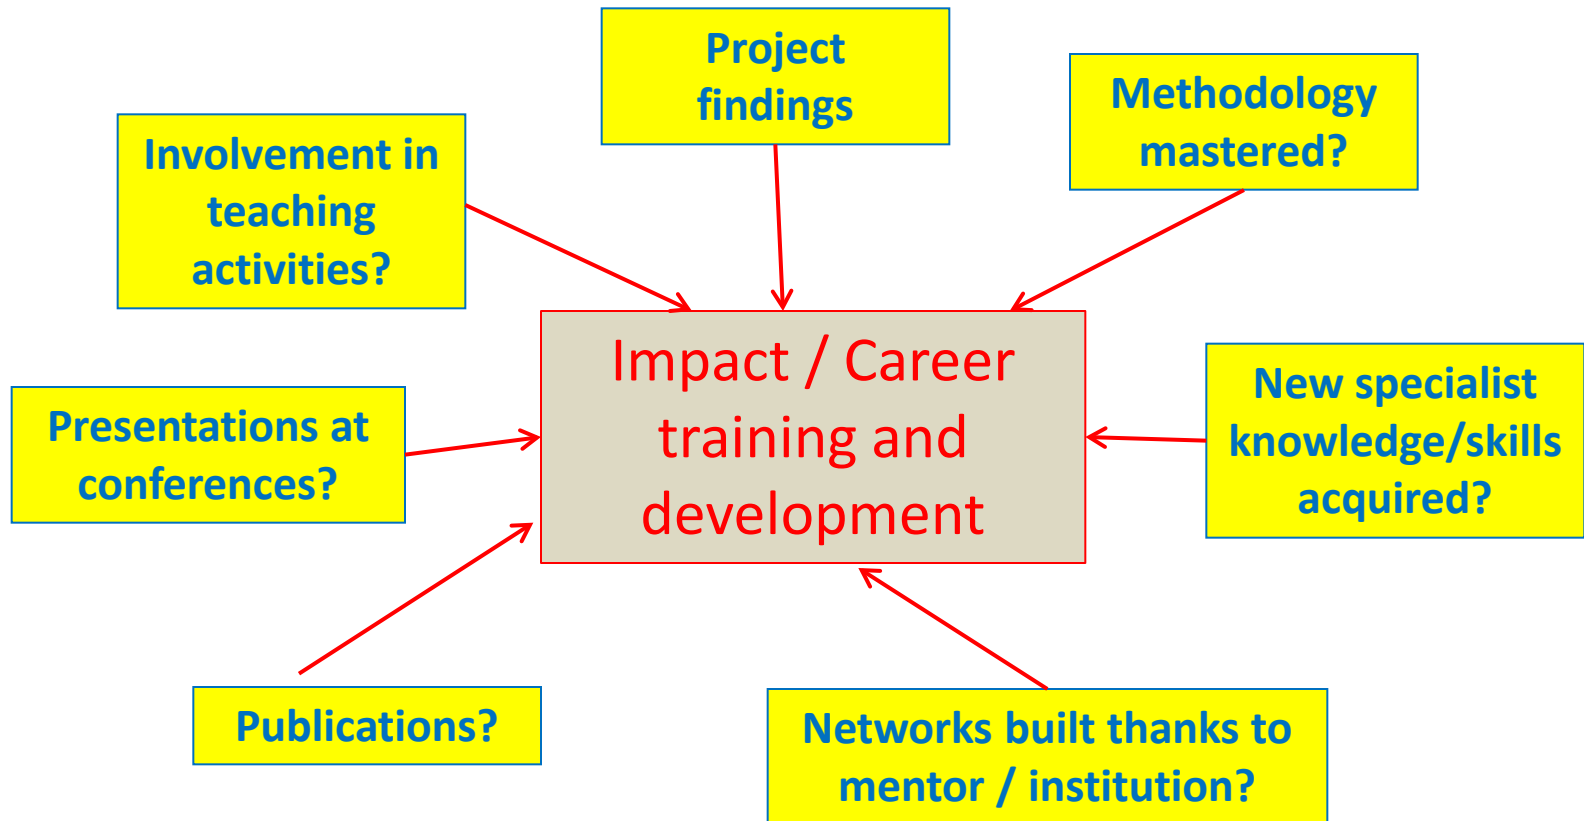 Project
findings
Methodology
mastered?
Involvement in
teaching
activities?
Impact / Career
training and
development
New specialist
knowledge/skills
acquired?
Presentations at
conferences?
Publications?
Networks built thanks to
mentor / institution?